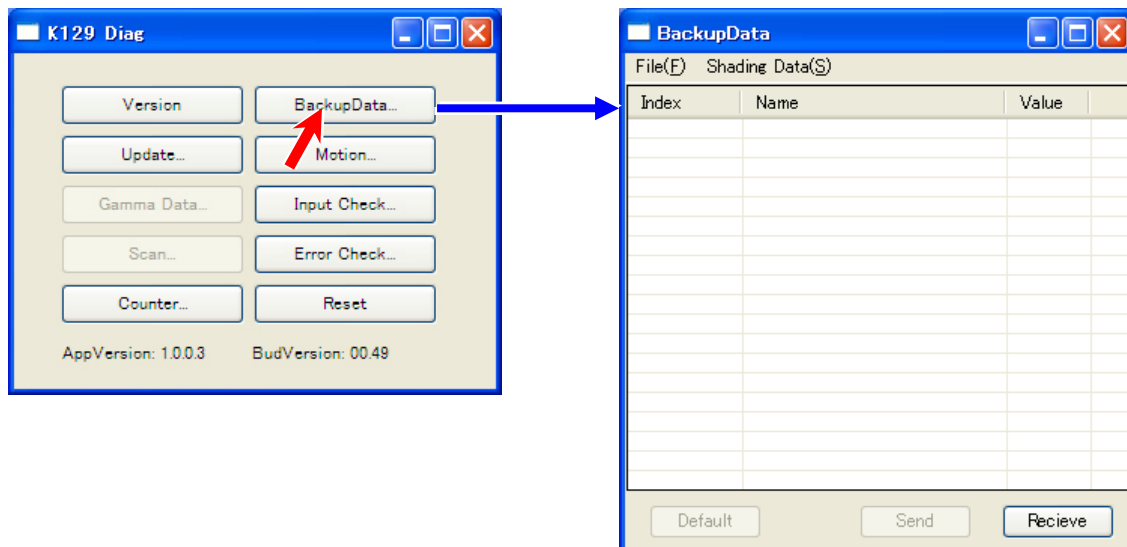 K129 Diag
Version
BackupData...
Update...
Motion...
Gamma Data...
Input Check...
Scan...
Error Check...
Counter...
Reset
AppVersion: 1.0.0.3
BudVersion: 00.49
BackupData
File(F) Shading Data(S)
Index Name Value
Default Send Recieve